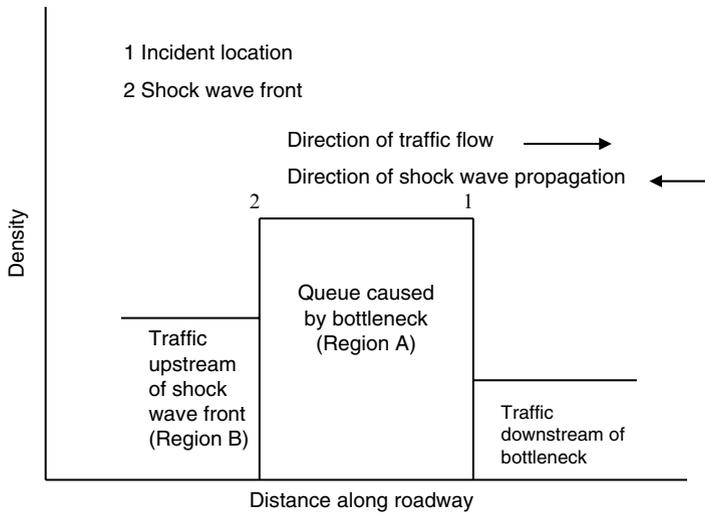 1 Incident location
2 Shock wave front
Direction of traffic flow
Direction of shock wave propagation
2
1
Density
Queue caused
by bottleneck
(Region A)
Traffic
upstream
of shock
wave front
(Region B)
Traffic
downstream of
bottleneck
Distance along roadway